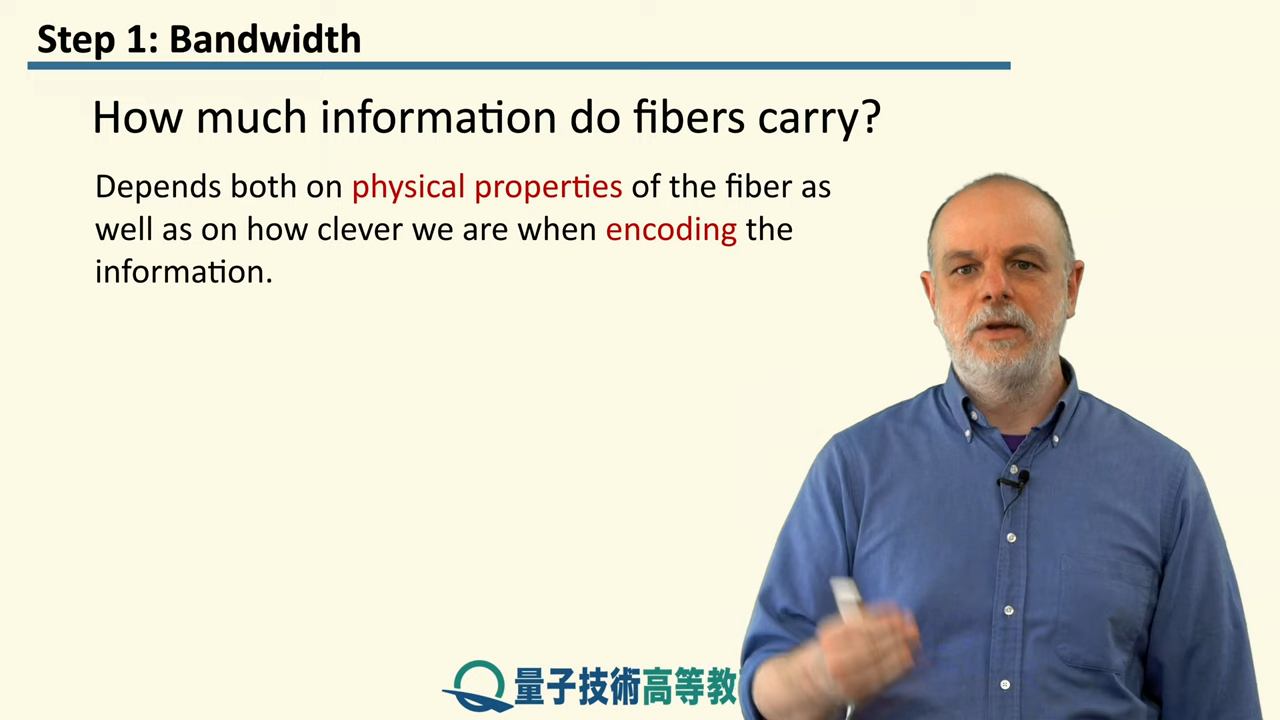 Step 1: Bandwidth
How much information do fibers carry?
Depends both on physical properties of the fiber as
well as on how clever we are when encoding the
information.
量子技術高等教